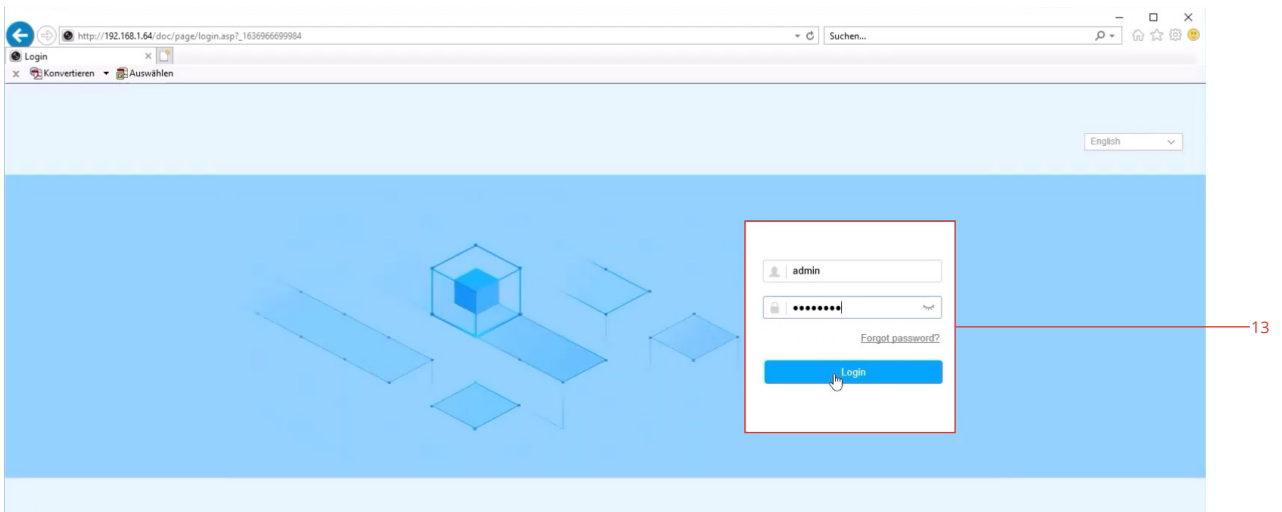 http://192.168.1.64/doc/page/login.asp?_1636966699984
Suchen...
Login
Konvertieren
Auswählen
English
admin
Forgot password?
Login
13